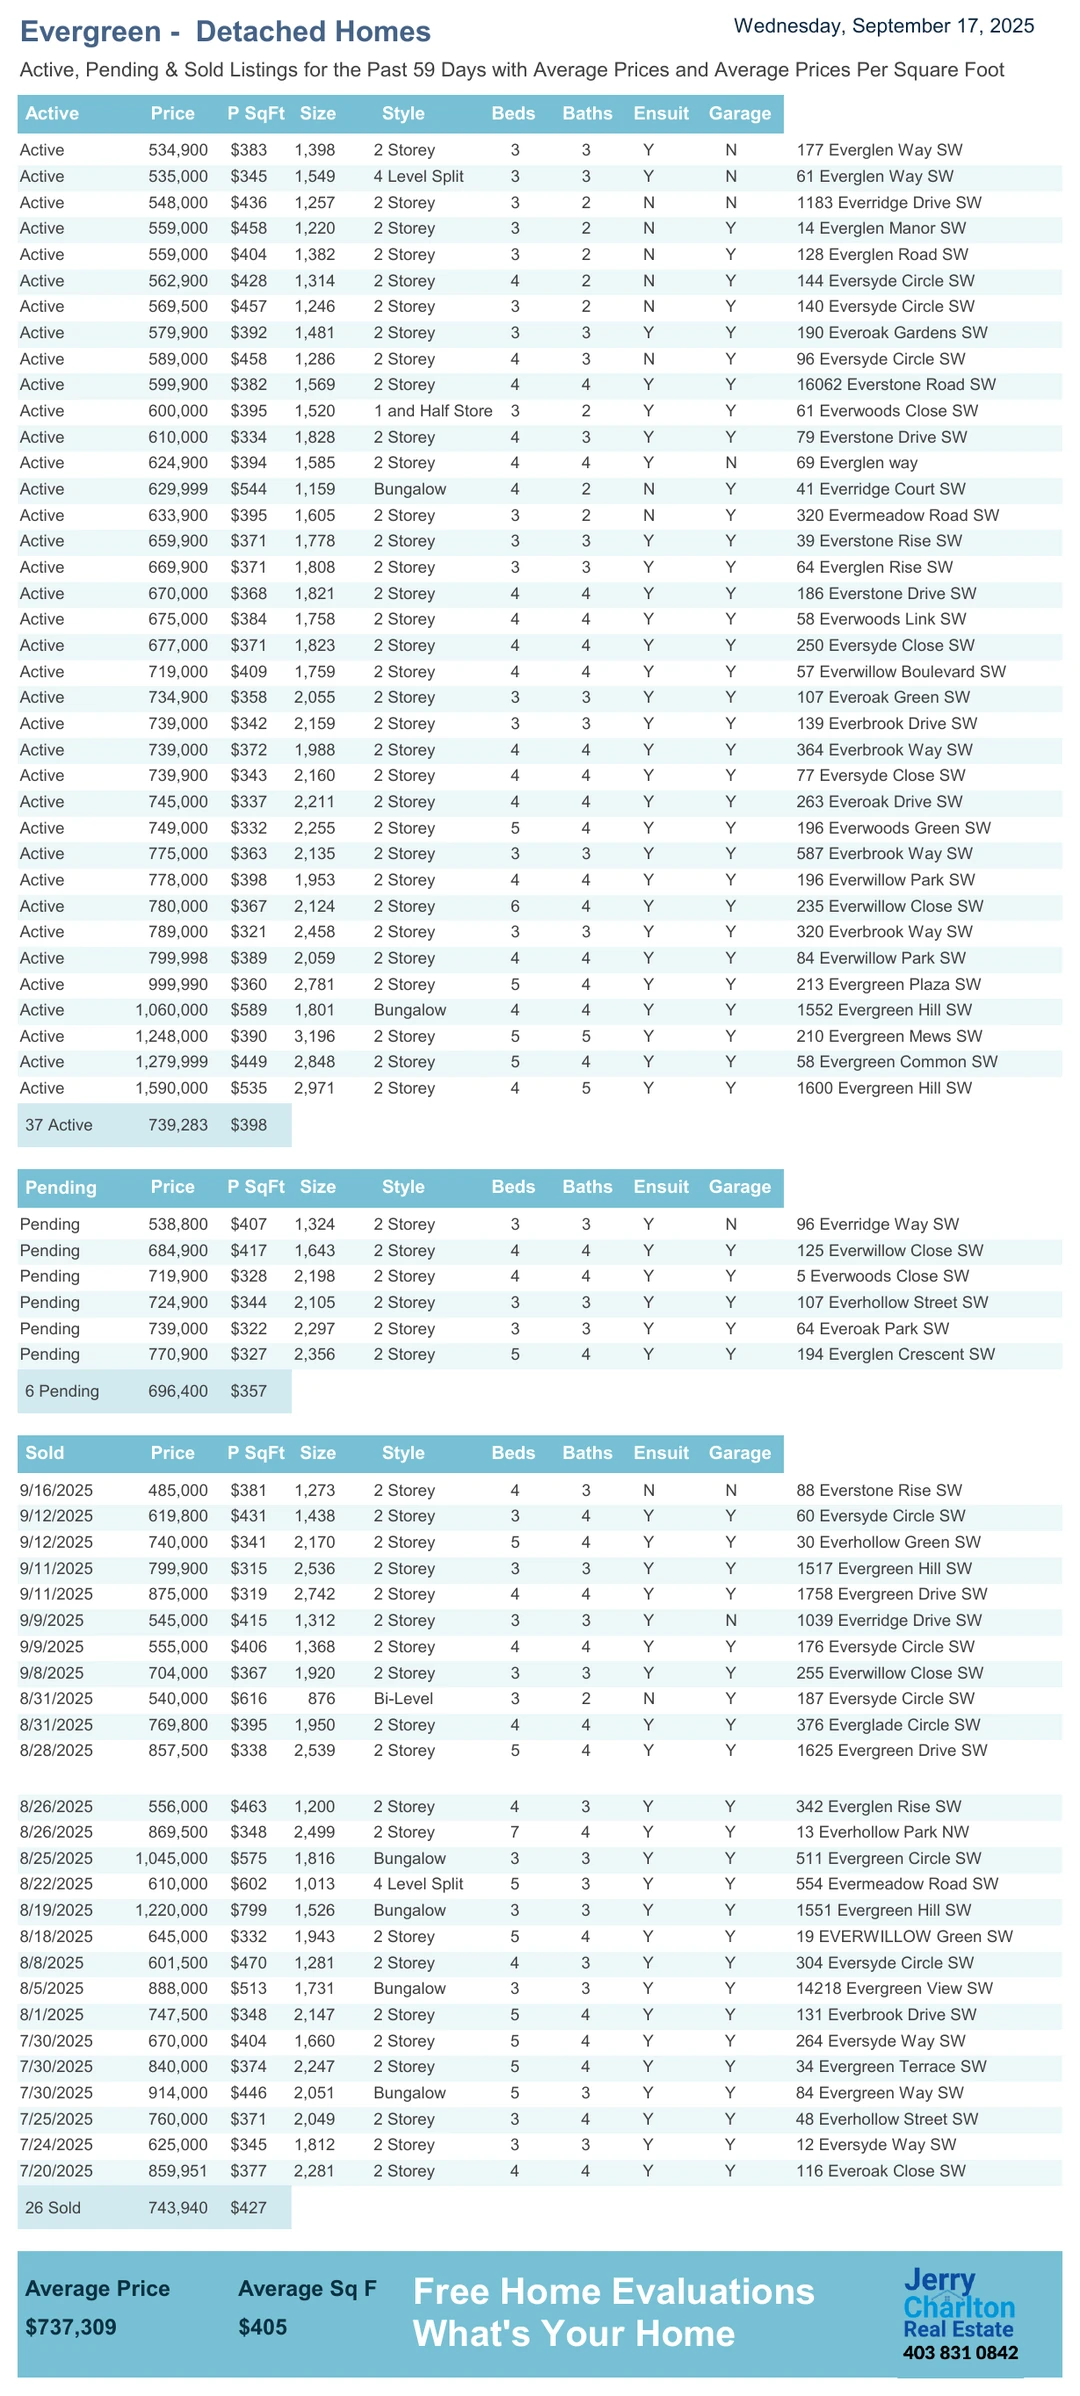 Evergreen - Detached Homes
Wednesday, September 17, 2025
Active, Pending & Sold Listings for the Past 59 Days with Average Prices and Average Prices Per Square Foot
Active Price P SqFt Size Style Beds Baths Ensuit Garage
Active 534,900 $383 1,398 2 Storey 3 3 Y N 177 Everglen Way SW
Active 535,000 $345 1,549 4 Level Split 3 3 Y N 61 Everglen Way SW
Active 548,000 $436 1,257 2 Storey 3 2 N N 1183 Everridge Drive SW
Active 559,000 $458 1,220 2 Storey 3 2 N Y 14 Everglen Manor SW
Active 559,000 $404 1,382 2 Storey 3 2 N Y 128 Everglen Road SW
Active 562,900 $428 1,314 2 Storey 4 2 N Y 144 Eversyde Circle SW
Active 569,500 $457 1,246 2 Storey 3 2 N Y 140 Eversyde Circle SW
Active 579,900 $392 1,481 2 Storey 3 3 Y Y 190 Everoak Gardens SW
Active 589,000 $458 1,286 2 Storey 4 3 N Y 96 Eversyde Circle SW
Active 599,900 $382 1,569 2 Storey 4 4 Y Y 16062 Everstone Road SW
Active 600,000 $395 1,520 1 and Half Store 3 2 Y Y 61 Everwoods Close SW
Active 610,000 $334 1,828 2 Storey 4 3 Y Y 79 Everstone Drive SW
Active 624,900 $394 1,585 2 Storey 4 4 Y N 69 Everglen way
Active 629,999 $544 1,159 Bungalow 4 2 N Y 41 Everridge Court SW
Active 633,900 $395 1,605 2 Storey 3 2 N Y 320 Evermeadow Road SW
Active 659,900 $371 1,778 2 Storey 3 3 Y Y 39 Everstone Rise SW
Active 669,900 $371 1,808 2 Storey 3 3 Y Y 64 Everglen Rise SW
Active 670,000 $368 1,821 2 Storey 4 4 Y Y 186 Everstone Drive SW
Active 675,000 $384 1,758 2 Storey 4 4 Y Y 58 Everwoods Link SW
Active 677,000 $371 1,823 2 Storey 4 4 Y Y 250 Eversyde Close SW
Active 719,000 $409 1,759 2 Storey 4 4 Y Y 57 Everwillow Boulevard SW
Active 734,900 $358 2,055 2 Storey 3 3 Y Y 107 Everoak Green SW
Active 739,000 $342 2,159 2 Storey 3 3 Y Y 139 Everbrook Drive SW
Active 739,000 $372 1,988 2 Storey 4 4 Y Y 364 Everbrook Way SW
Active 739,900 $343 2,160 2 Storey 4 4 Y Y 77 Eversyde Close SW
Active 745,000 $337 2,211 2 Storey 4 4 Y Y 263 Everoak Drive SW
Active 749,000 $332 2,255 2 Storey 5 4 Y Y 196 Everwoods Green SW
Active 775,000 $363 2,135 2 Storey 3 3 Y Y 587 Everbrook Way SW
Active 778,000 $398 1,953 2 Storey 4 4 Y Y 196 Everwillow Park SW
Active 780,000 $367 2,124 2 Storey 6 4 Y Y 235 Everwillow Close SW
Active 789,000 $321 2,458 2 Storey 3 3 Y Y 320 Everbrook Way SW
Active 799,998 $389 2,059 2 Storey 4 4 Y Y 84 Everwillow Park SW
Active 999,990 $360 2,781 2 Storey 5 4 Y Y 213 Evergreen Plaza SW
Active 1,060,000 $589 1,801 Bungalow 4 4 Y Y 1552 Evergreen Hill SW
Active 1,248,000 $390 3,196 2 Storey 5 5 Y Y 210 Evergreen Mews SW
Active 1,279,999 $449 2,848 2 Storey 5 4 Y Y 58 Evergreen Common SW
Active 1,590,000 $535 2,971 2 Storey 4 5 Y Y 1600 Evergreen Hill SW
37 Active 739,283 $398
Pending Price P SqFt Size Style Beds Baths Ensuit Garage
Pending 538,800 $407 1,324 2 Storey 3 3 Y N 96 Everridge Way SW
Pending 684,900 $417 1,643 2 Storey 4 4 Y Y 125 Everwillow Close SW
Pending 719,900 $328 2,198 2 Storey 4 4 Y Y 5 Everwoods Close SW
Pending 724,900 $344 2,105 2 Storey 3 3 Y Y 107 Everhollow Street SW
Pending 739,000 $322 2,297 2 Storey 3 3 Y Y 64 Everoak Park SW
Pending 770,900 $327 2,356 2 Storey 5 4 Y Y 194 Everglen Crescent SW
6 Pending 696,400 $357
Sold Price P SqFt Size Style Beds Baths Ensuit Garage
9/16/2025 485,000 $381 1,273 2 Storey 4 3 N N 88 Everstone Rise SW
9/12/2025 619,800 $431 1,438 2 Storey 3 4 Y Y 60 Eversyde Circle SW
9/12/2025 740,000 $341 2,170 2 Storey 5 4 Y Y 30 Everhollow Green SW
9/11/2025 799,900 $315 2,536 2 Storey 3 3 Y Y 1517 Evergreen Hill SW
9/11/2025 875,000 $319 2,742 2 Storey 4 4 Y Y 1758 Evergreen Drive SW
9/9/2025 545,000 $415 1,312 2 Storey 3 3 Y N 1039 Everridge Drive SW
9/9/2025 555,000 $406 1,368 2 Storey 4 4 Y Y 176 Eversyde Circle SW
9/8/2025 704,000 $367 1,920 2 Storey 3 3 Y Y 255 Everwillow Close SW
8/31/2025 540,000 $616 876 Bi-Level 3 2 N Y 187 Eversyde Circle SW
8/31/2025 769,800 $395 1,950 2 Storey 4 4 Y Y 376 Everglade Circle SW
8/28/2025 857,500 $338 2,539 2 Storey 5 4 Y Y 1625 Evergreen Drive SW
8/26/2025 556,000 $463 1,200 2 Storey 4 3 Y Y 342 Everglen Rise SW
8/26/2025 869,500 $348 2,499 2 Storey 7 4 Y Y 13 Everhollow Park NW
8/25/2025 1,045,000 $575 1,816 Bungalow 3 3 Y Y 511 Evergreen Circle SW
8/22/2025 610,000 $602 1,013 4 Level Split 5 3 Y Y 554 Evermeadow Road SW
8/19/2025 1,220,000 $799 1,526 Bungalow 3 3 Y Y 1551 Evergreen Hill SW
8/18/2025 645,000 $332 1,943 2 Storey 5 4 Y Y 19 EVERWILLOW Green SW
8/8/2025 601,500 $470 1,281 2 Storey 4 3 Y Y 304 Eversyde Circle SW
8/5/2025 888,000 $513 1,731 Bungalow 3 3 Y Y 14218 Evergreen View SW
8/1/2025 747,500 $348 2,147 2 Storey 5 4 Y Y 131 Everbrook Drive SW
7/30/2025 670,000 $404 1,660 2 Storey 5 4 Y Y 264 Eversyde Way SW
7/30/2025 840,000 $374 2,247 2 Storey 5 4 Y Y 34 Evergreen Terrace SW
7/30/2025 914,000 $446 2,051 Bungalow 5 3 Y Y 84 Evergreen Way SW
7/25/2025 760,000 $371 2,049 2 Storey 3 4 Y Y 48 Everhollow Street SW
7/24/2025 625,000 $345 1,812 2 Storey 3 3 Y Y 12 Eversyde Way SW
7/20/2025 859,951 $377 2,281 2 Storey 4 4 Y Y 116 Everoak Close SW
26 Sold 743,940 $427
Average Price Average Sq F
$737,309 $405
Free Home Evaluations
What's Your Home
Jerry
Charlton
Real Estate
403 831 0842